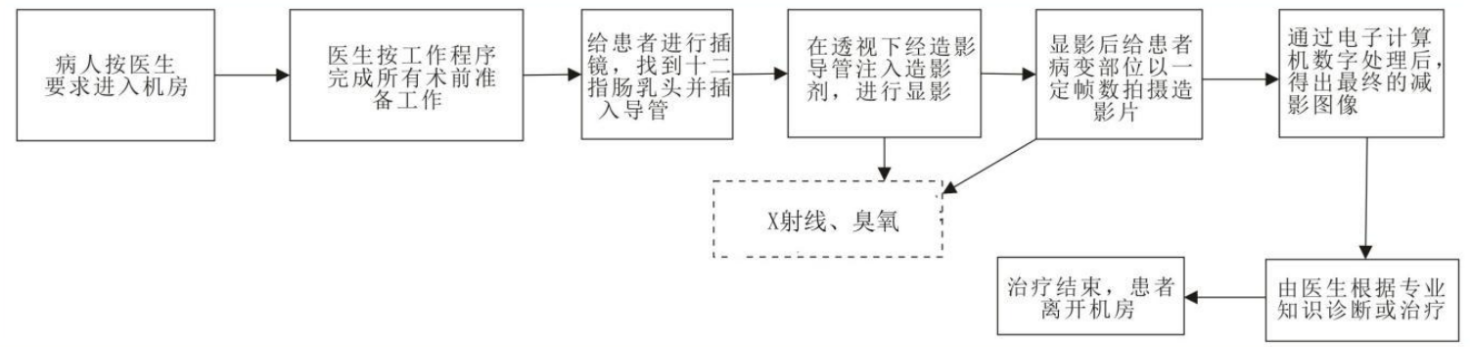 病人按医生
要求进入机房
医生按工作程序
完成所有术前准
备工作
给患者进行插
镜，找到十二
指肠乳头并插
入导管
在透视下经造影
导管注入造影
剂，进行显影
显影后给患者
病变部位以一
定帧数拍摄造
影片
通过电子计算
机数字处理后，
得出最终的减
影图像
X射线、臭氧
由医生根据专业
知识诊断或治疗
治疗结束，患者
离开机房